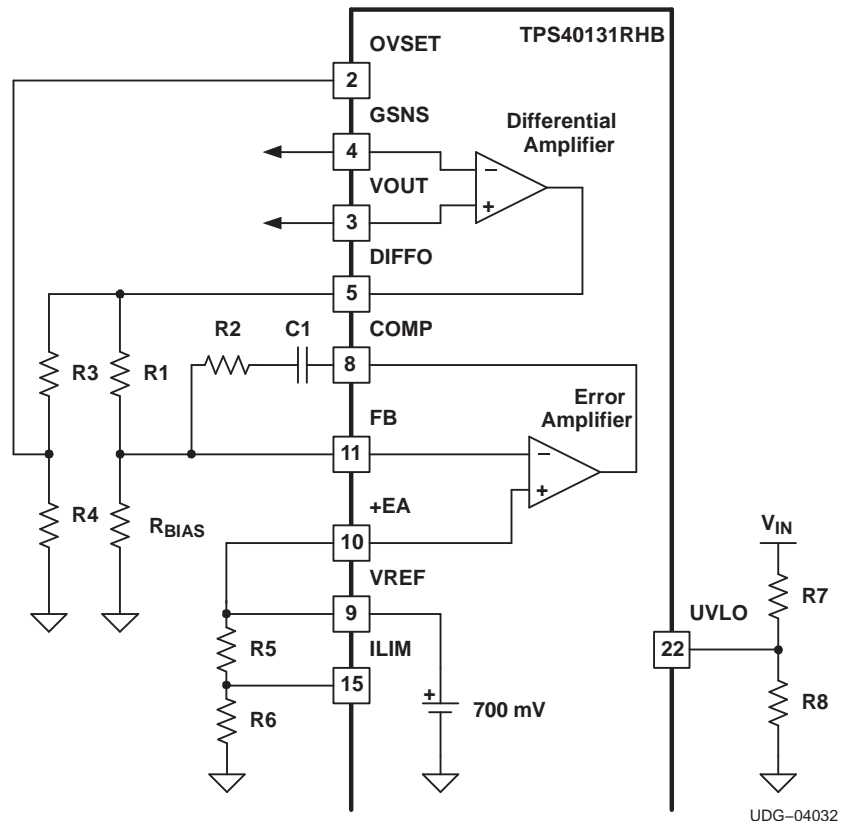 TPS40131RHB
OVSET
2
GSNS
Differential
Amplifier
4
−
VOUT
+
3
DIFFO
5
R2
C1
COMP
R3
R1
8
Error
Amplifier
FB
11
−
+EA
+
R4
RBIAS
10
VIN
VREF
9
R7
UVLO
R5
ILIM
22
15
+
700 mV
R6
R8
UDG−04032